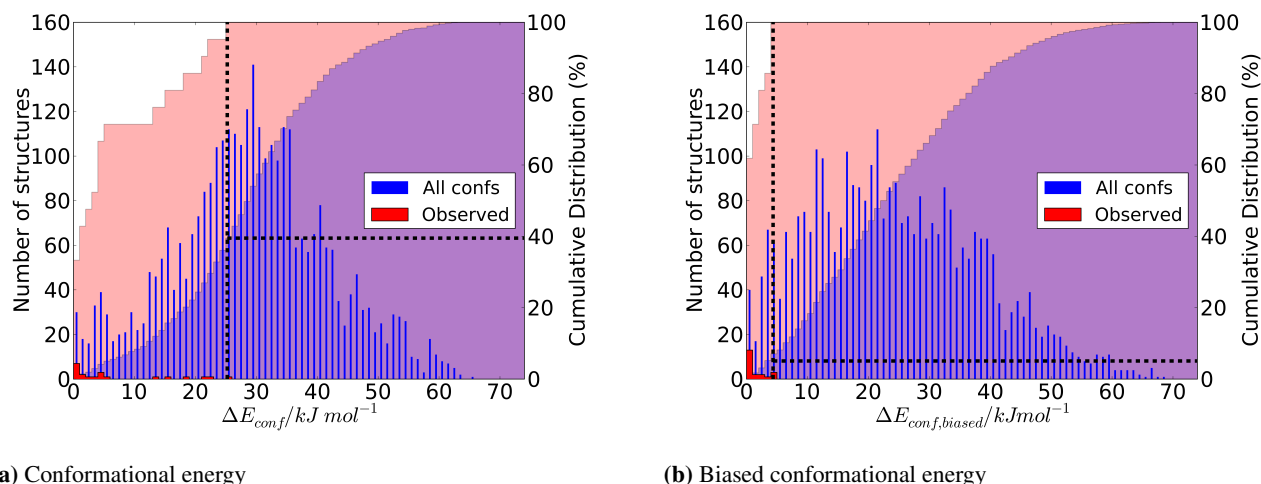 160
140
120
100
80
60
40
20
0
Number of structures
0 10 20 30 40 50 60 70
ΔE_conf/kJ mol⁻¹
100
80
60
40
20
0
Cumulative Distribution (%)
All confs
Observed
a) Conformational energy
160
140
120
100
80
60
40
20
0
Number of structures
0 10 20 30 40 50 60 70
ΔE_conf,biased/kJmol⁻¹
100
80
60
40
20
0
Cumulative Distribution (%)
All confs
Observed
(b) Biased conformational energy